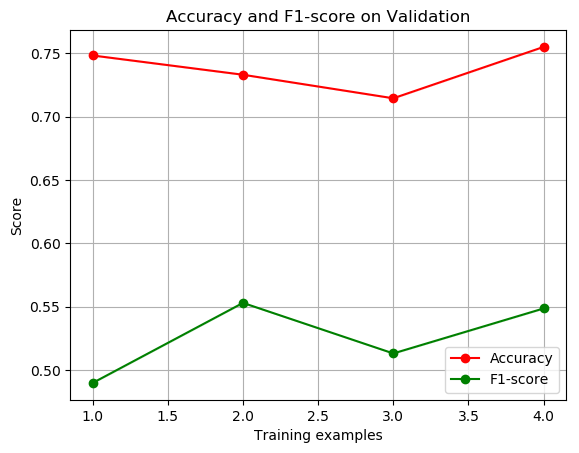 Accuracy and F1-score on Validation
0.75
0.70
0.65
0.60
0.55
0.50
Score
1.0 1.5 2.0 2.5 3.0 3.5 4.0
Training examples
Accuracy
F1-score